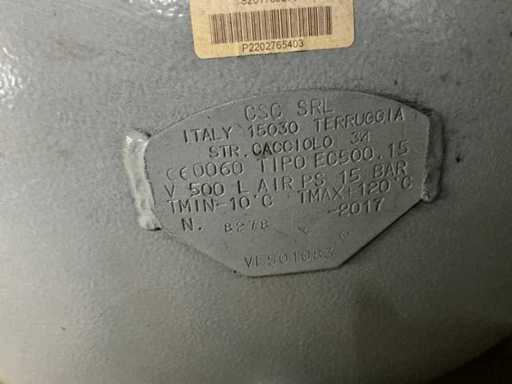 P2202765403
CSC SRL
ITALY 15030 TERRUGGIA
STR. CACCIOLO 34
CE0060 TIPO EC500.15
V 500 L AIR PS 15 BAR
TMIN-10°C TMAX+120°C
2017
N. 8278